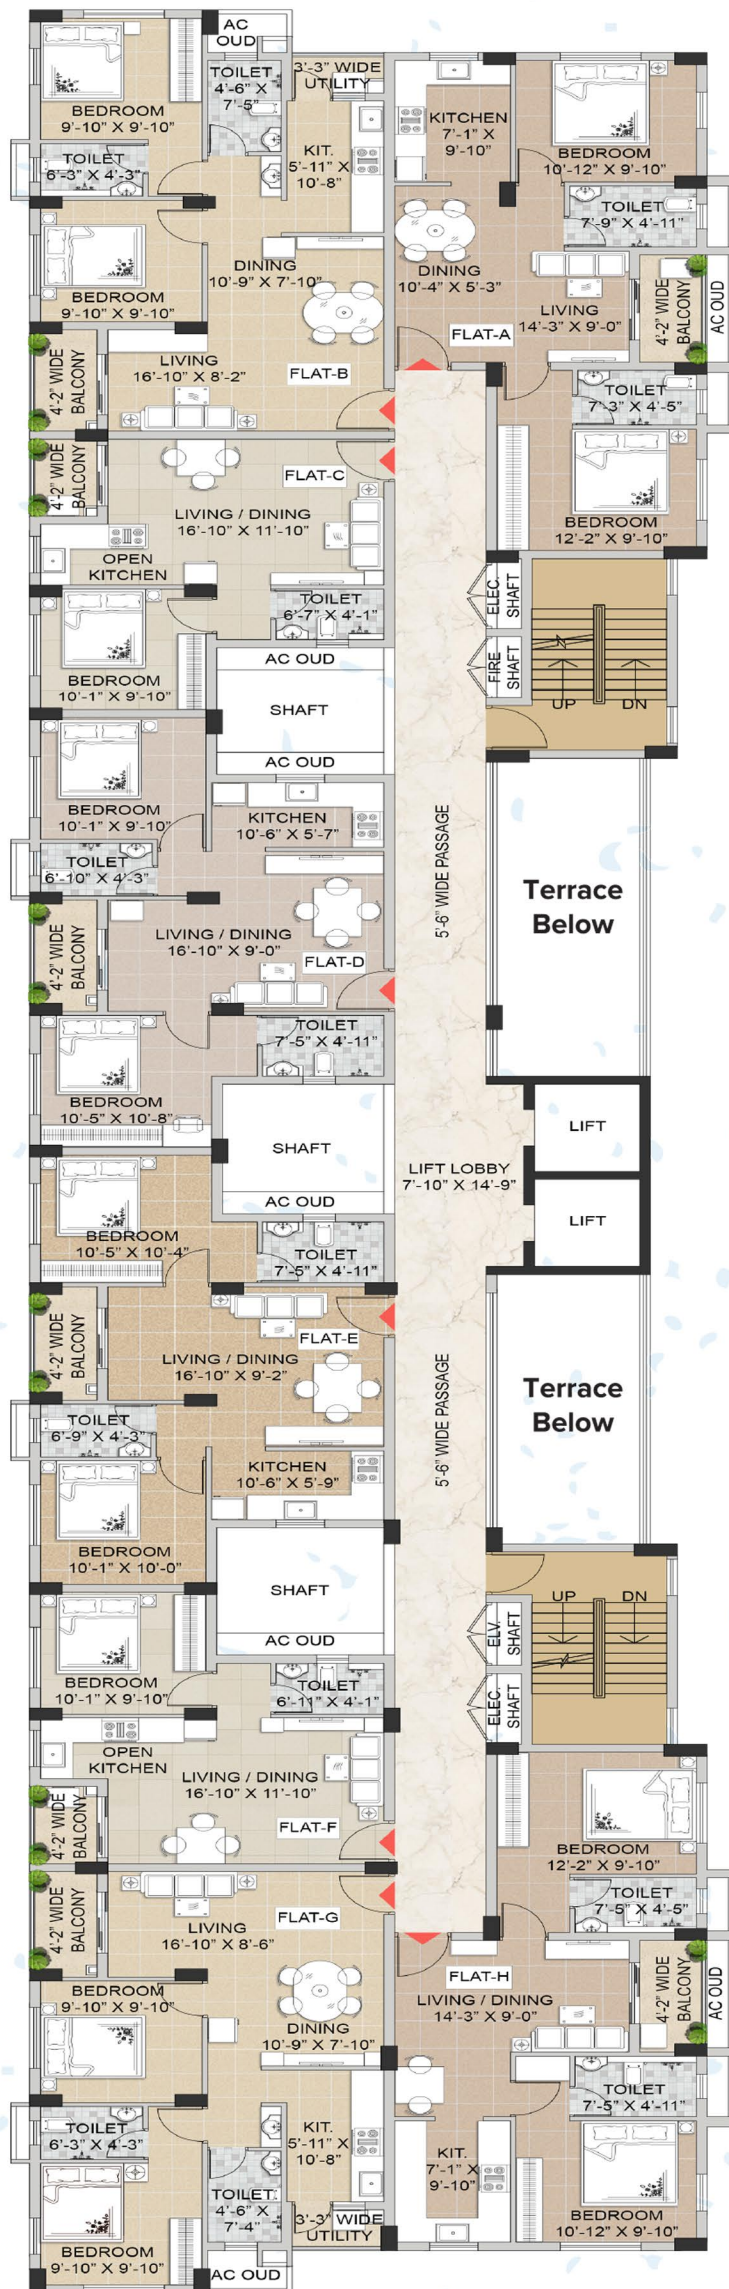 AC
OUD
BEDROOM
9'-10" X 9'-10"
TOILET
4'-6" X
7'-5"
3'-3" WIDE
UTILITY
KIT.
5'-11" X
10'-8"
TOILET
6'-3" X 4'-3"
BEDROOM
9'-10" X 9'-10"
DINING
10'-9" X 7'-10"
LIVING
16'-10" X 8'-2"
FLAT-B
4'-2" WIDE
BALCONY
KITCHEN
7'-1" X
9'-10"
BEDROOM
10'-12" X 9'-10"
TOILET
7'-9" X 4'-11"
DINING
10'-4" X 5'-3"
LIVING
14'-3" X 9'-0"
FLAT-A
4'-2" WIDE
BALCONY
AC OUD
TOILET
7'-3" X 4'-5"
BEDROOM
12'-2" X 9'-10"
4'-2" WIDE
BALCONY
FLAT-C
LIVING / DINING
16'-10" X 11'-10"
OPEN
KITCHEN
TOILET
6'-7" X 4'-1"
BEDROOM
10'-1" X 9'-10"
AC OUD
SHAFT
AC OUD
ELEC.
SHAFT
FIRE
SHAFT
UP
DN
BEDROOM
10'-1" X 9'-10"
KITCHEN
10'-6" X 5'-7"
TOILET
6'-10" X 4'-3"
LIVING / DINING
16'-10" X 9'-0"
FLAT-D
4'-2" WIDE
BALCONY
5'-6" WIDE PASSAGE
Terrace
Below
TOILET
7'-5" X 4'-11"
BEDROOM
10'-5" X 10'-8"
SHAFT
AC OUD
LIFT LOBBY
7'-10" X 14'-9"
LIFT
LIFT
BEDROOM
10'-5" X 10'-4"
TOILET
7'-5" X 4'-11"
4'-2" WIDE
BALCONY
FLAT-E
LIVING / DINING
16'-10" X 9'-2"
5'-6" WIDE PASSAGE
Terrace
Below
TOILET
6'-9" X 4'-3"
KITCHEN
10'-6" X 5'-9"
BEDROOM
10'-1" X 10'-0"
SHAFT
AC OUD
UP
DN
ELV.
SHAFT
ELEC.
SHAFT
BEDROOM
10'-1" X 9'-10"
TOILET
6'-11" X 4'-1"
OPEN
KITCHEN
LIVING / DINING
16'-10" X 11'-10"
FLAT-F
4'-2" WIDE
BALCONY
BEDROOM
12'-2" X 9'-10"
TOILET
7'-5" X 4'-5"
4'-2" WIDE
BALCONY
FLAT-G
LIVING
16'-10" X 8'-6"
BEDROOM
9'-10" X 9'-10"
DINING
10'-9" X 7'-10"
FLAT-H
LIVING / DINING
14'-3" X 9'-0"
4'-2" WIDE
BALCONY
AC OUD
TOILET
6'-3" X 4'-3"
KIT.
5'-11" X
10'-8"
TOILET
4'-6" X
7'-4"
3'-3" WIDE
UTILITY
BEDROOM
9'-10" X 9'-10"
AC OUD
TOILET
7'-5" X 4'-11"
KIT.
7'-1" X
9'-10"
BEDROOM
10'-12" X 9'-10"